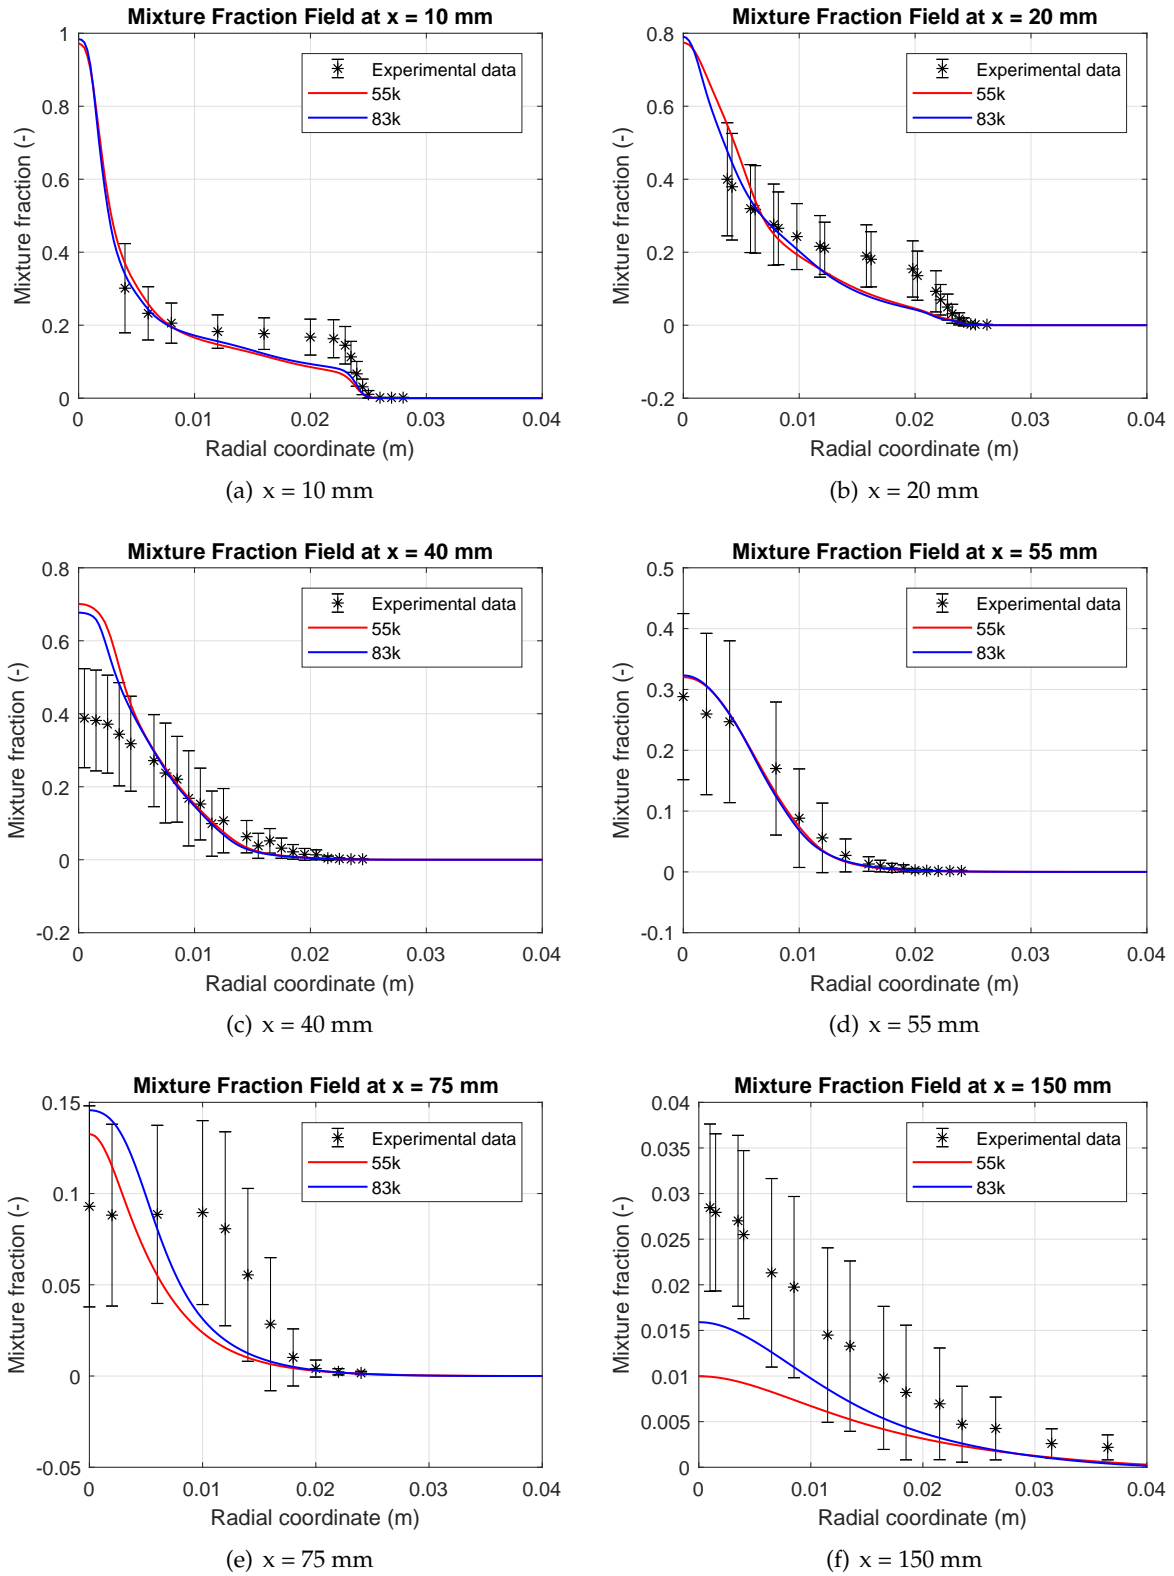 Mixture Fraction Field at x = 10 mm
Mixture fraction (-)
1
0.8
0.6
0.4
0.2
0
0 0.01 0.02 0.03 0.04
Radial coordinate (m)
Experimental data
55k
83k
(a) x = 10 mm
Mixture Fraction Field at x = 20 mm
Mixture fraction (-)
0.8
0.6
0.4
0.2
0
-0.2
0 0.01 0.02 0.03 0.04
Radial coordinate (m)
Experimental data
55k
83k
(b) x = 20 mm
Mixture Fraction Field at x = 40 mm
Mixture fraction (-)
0.8
0.6
0.4
0.2
0
-0.2
0 0.01 0.02 0.03 0.04
Radial coordinate (m)
Experimental data
55k
83k
(c) x = 40 mm
Mixture Fraction Field at x = 55 mm
Mixture fraction (-)
0.5
0.4
0.3
0.2
0.1
0
-0.1
0 0.01 0.02 0.03 0.04
Radial coordinate (m)
Experimental data
55k
83k
(d) x = 55 mm
Mixture Fraction Field at x = 75 mm
Mixture fraction (-)
0.15
0.1
0.05
0
-0.05
0 0.01 0.02 0.03 0.04
Radial coordinate (m)
Experimental data
55k
83k
(e) x = 75 mm
Mixture Fraction Field at x = 150 mm
Mixture fraction (-)
0.04
0.035
0.03
0.025
0.02
0.015
0.01
0.005
0
0 0.01 0.02 0.03 0.04
Radial coordinate (m)
Experimental data
55k
83k
(f) x = 150 mm